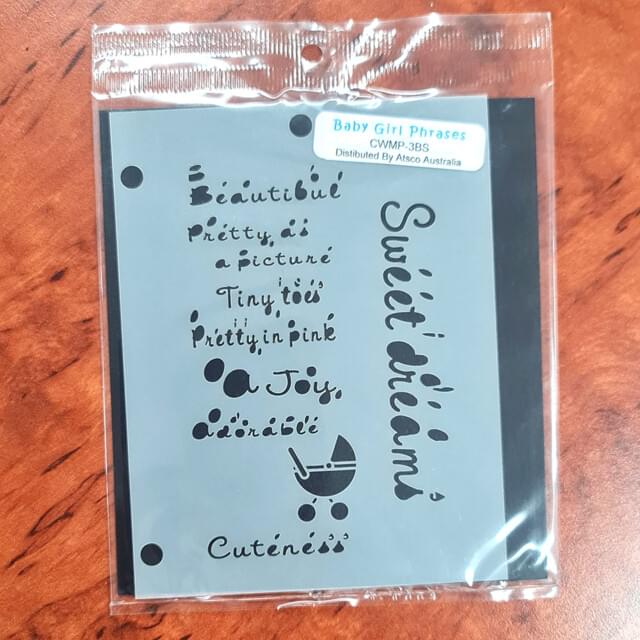 Baby Girl Phrases
CWMP-3BS
Distibuted By Atsco Australia
Beautiful
Pretty as
a picture
Tiny toes
Pretty in pink
A Joy
adorable
Cuteness
Sweet dreams